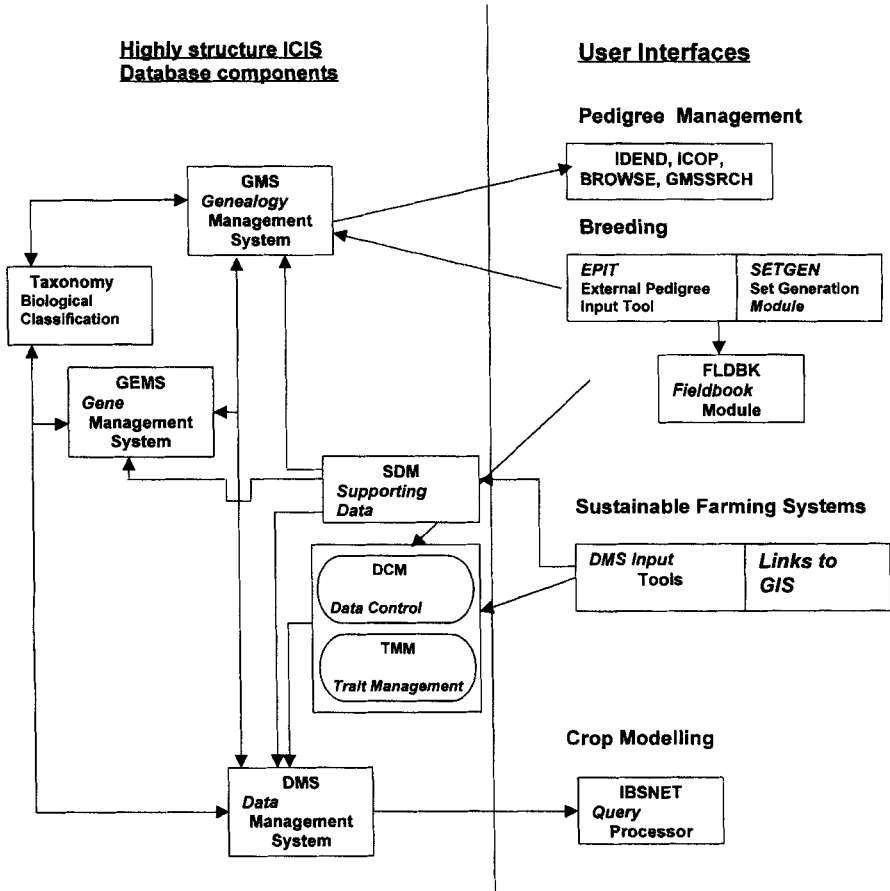 Highly structure ICIS
Database components
GMS
Genealogy
Management
System
Taxonomy
Biological
Classification
GEMS
Gene
Management
System
SDM
Supporting
Data
DCM
Data Control
TMM
Trait Management
DMS
Data
Management
System
User Interfaces
Pedigree Management
IDEND, ICOP,
BROWSE, GMSSRCH
Breeding
EPIT
External Pedigree
Input Tool
SETGEN
Set Generation
Module
FLDBK
Fieldbook
Module
Sustainable Farming Systems
DMS Input
Tools
Links to
GIS
Crop Modelling
IBSNET
Query
Processor